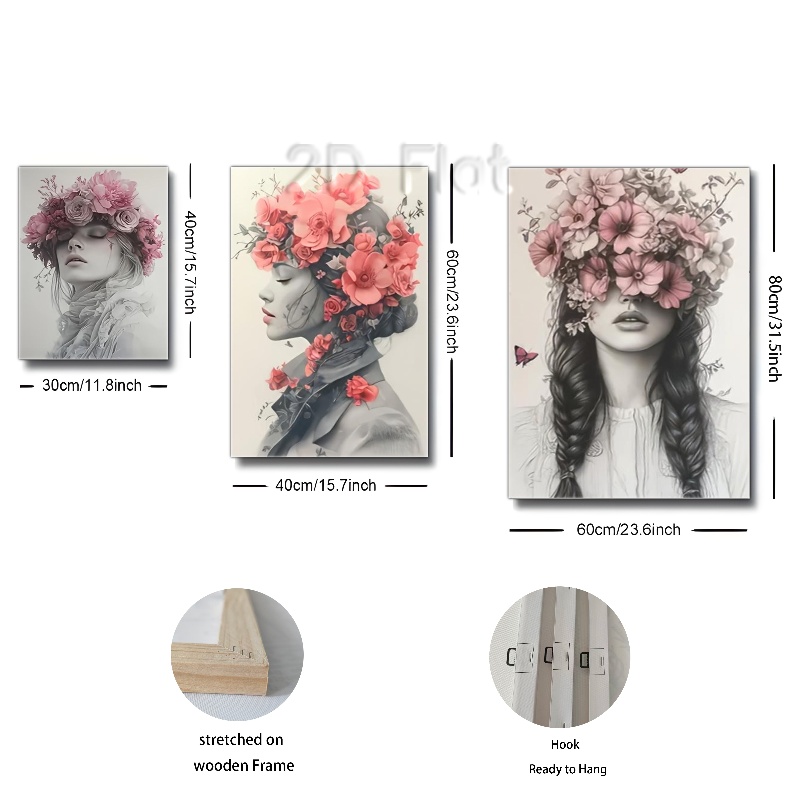 2D Flat
40cm/15.7inch
30cm/11.8inch
60cm/23.6inch
40cm/15.7inch
80cm/31.5inch
60cm/23.6inch
stretched on
wooden Frame
Hook
Ready to Hang